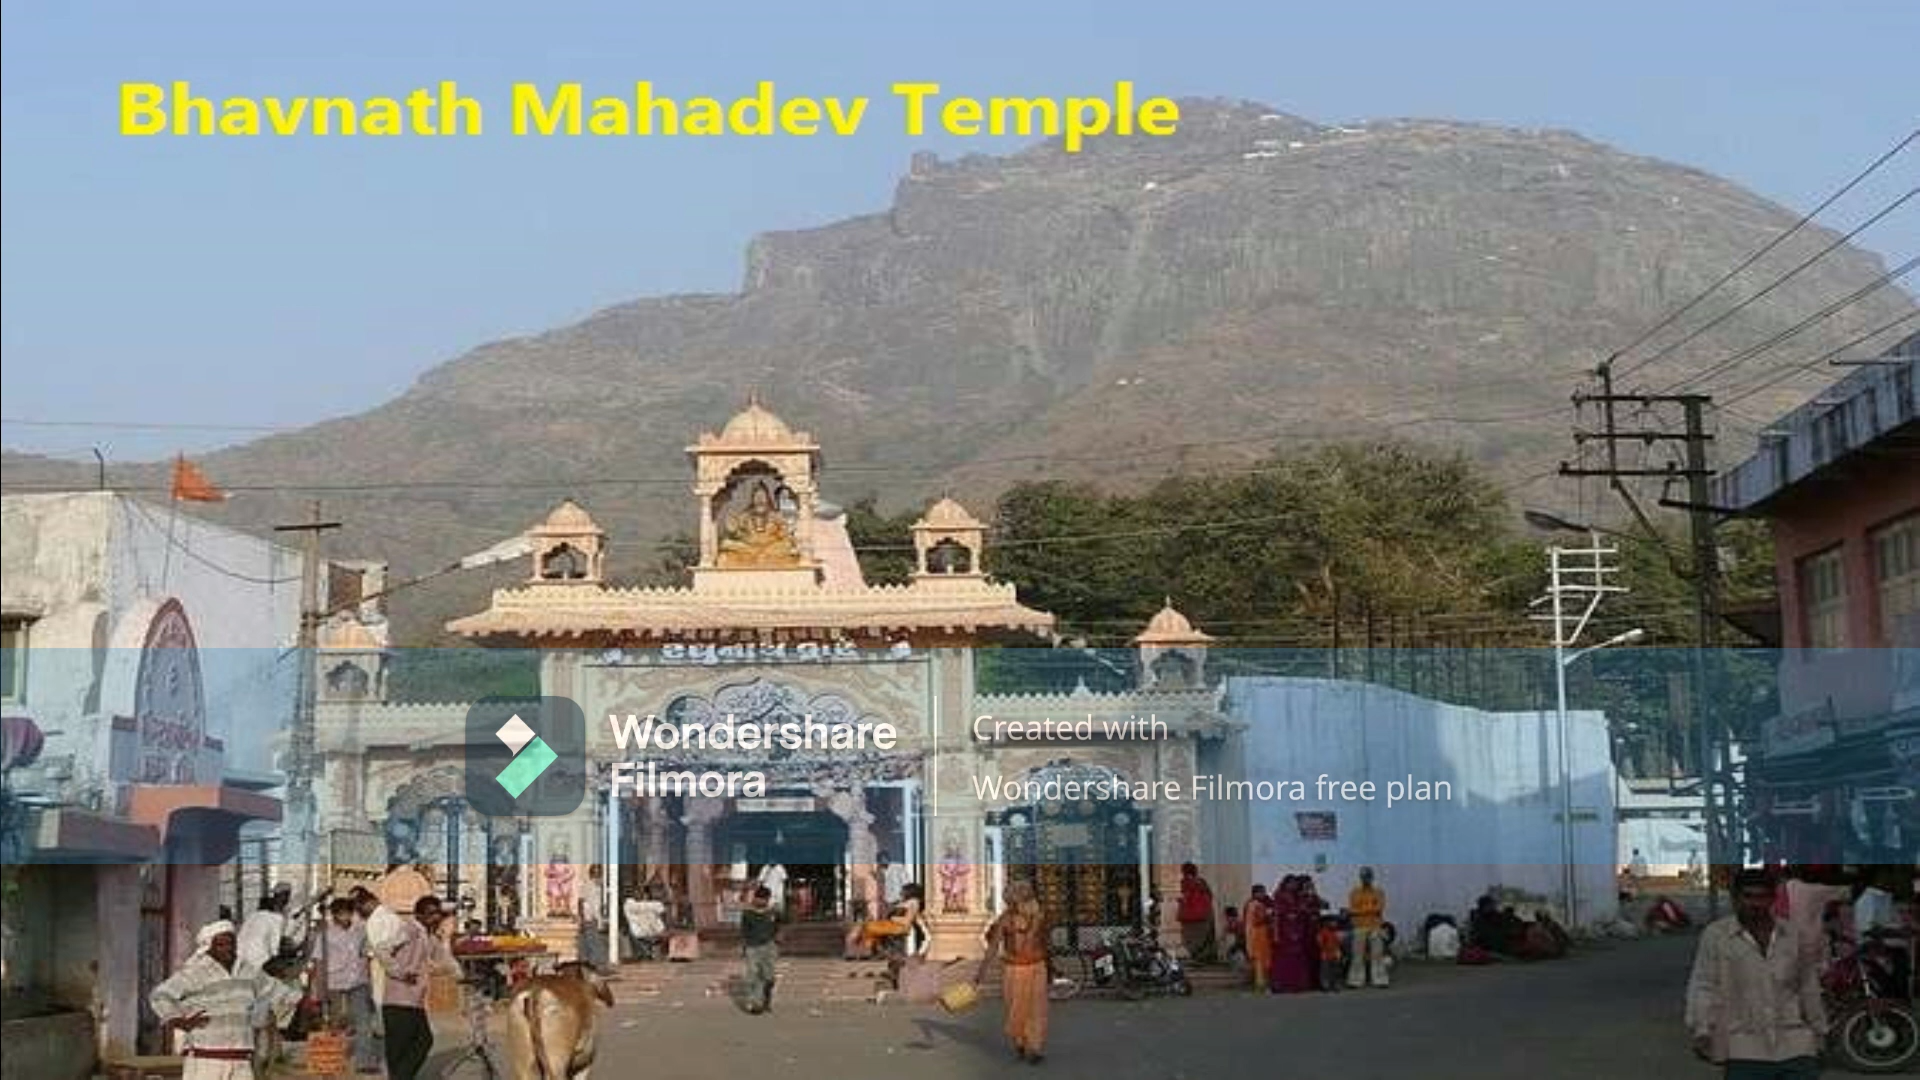 Bhavnath Mahadev Temple
Wondershare
Filmora
Created with
Wondershare Filmora free plan